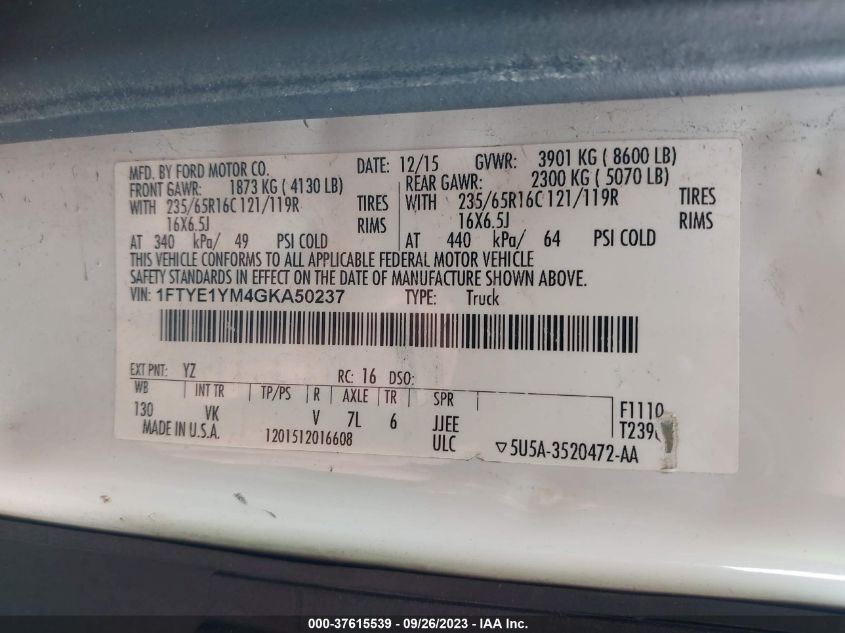 MFD. BY FORD MOTOR CO. DATE: 12/15 GVWR: 3901 KG ( 8600 LB)
FRONT GAWR: 1873 KG ( 4130 LB) REAR GAWR: 2300 KG ( 5070 LB)
WITH 235/65R16C 121/119R TIRES WITH 235/65R16C 121/119R TIRES
16X6.5J RIMS 16X6.5J RIMS
AT 340 kPa/ 49 PSI COLD AT 440 kPa/ 64 PSI COLD
THIS VEHICLE CONFORMS TO ALL APPLICABLE FEDERAL MOTOR VEHICLE
SAFETY STANDARDS IN EFFECT ON THE DATE OF MANUFACTURE SHOWN ABOVE.
VIN: 1FTYE1YM4GKA50237 TYPE: Truck
EXT PNT: YZ RC: 16 DSO:
WB INT TR TP/PS R AXLE TR SPR
130 VK V 7L 6 JJEE F1110
MADE IN U.S.A. 1201512016608 ULC ▽5U5A-3520472-AA
000-37615539 - 09/26/2023 - IAAI Inc.